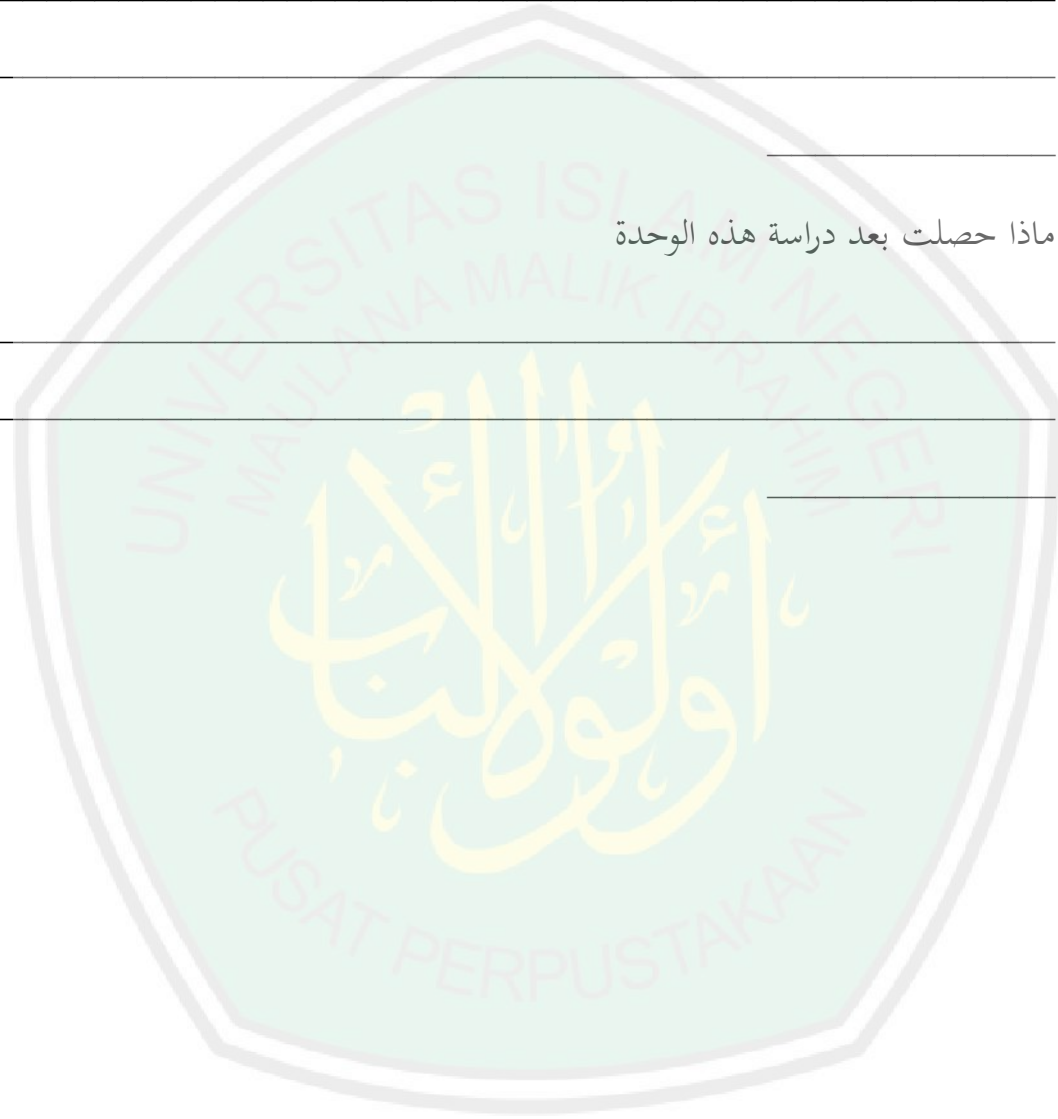 ماذا حصلت بعد دراسة هذه الوحدة
UNIVERSITAS ISLAM NEGERI
MAULANA MALIK IBRAHIM
أولو الألباب
PUSAT PERPUSTAKAAN